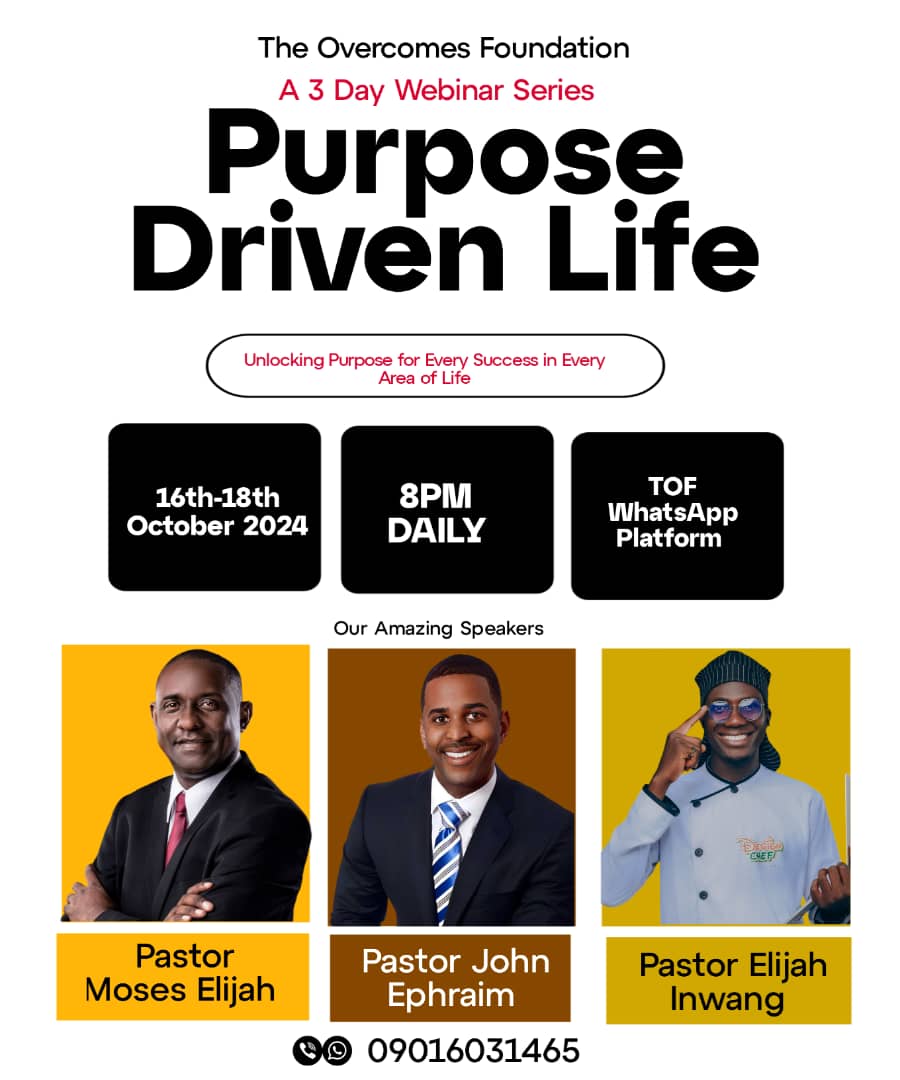 The Overcomes Foundation
A 3 Day Webinar Series
Purpose
Driven Life
Unlocking Purpose for Every Success in Every
Area of Life
16th-18th
October 2024
8PM
DAILY
TOF
WhatsApp
Platform
Our Amazing Speakers
CHEF
Pastor
Moses Elijah
Pastor John
Ephraim
Pastor Elijah
Inwang
09016031465